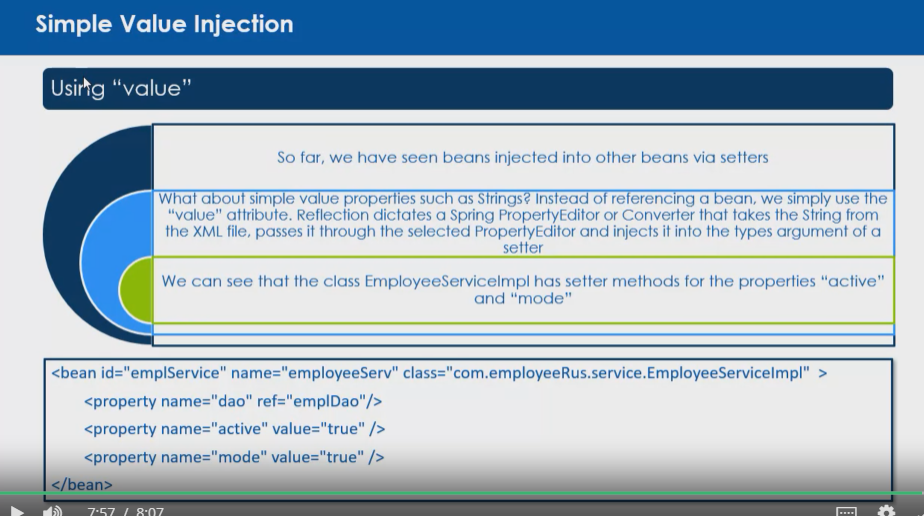 Simple Value Injection
Using “value”
So far, we have seen beans injected into other beans via setters
What about simple value properties such as Strings? Instead of referencing a bean, we simply use the
“value” attribute. Reflection dictates a Spring PropertyEditor or Converter that takes the String from
the XML file, passes it through the selected PropertyEditor and injects it into the types argument of a
setter
We can see that the class EmployeeServiceImpl has setter methods for the properties “active”
and “mode”
<bean id="emplService" name="employeeServ" class="com.employeeRus.service.EmployeeServiceImpl" >
<property name="dao" ref="emplDao"/>
<property name="active" value="true" />
<property name="mode" value="true" />
</bean>
7:57 / 8:07